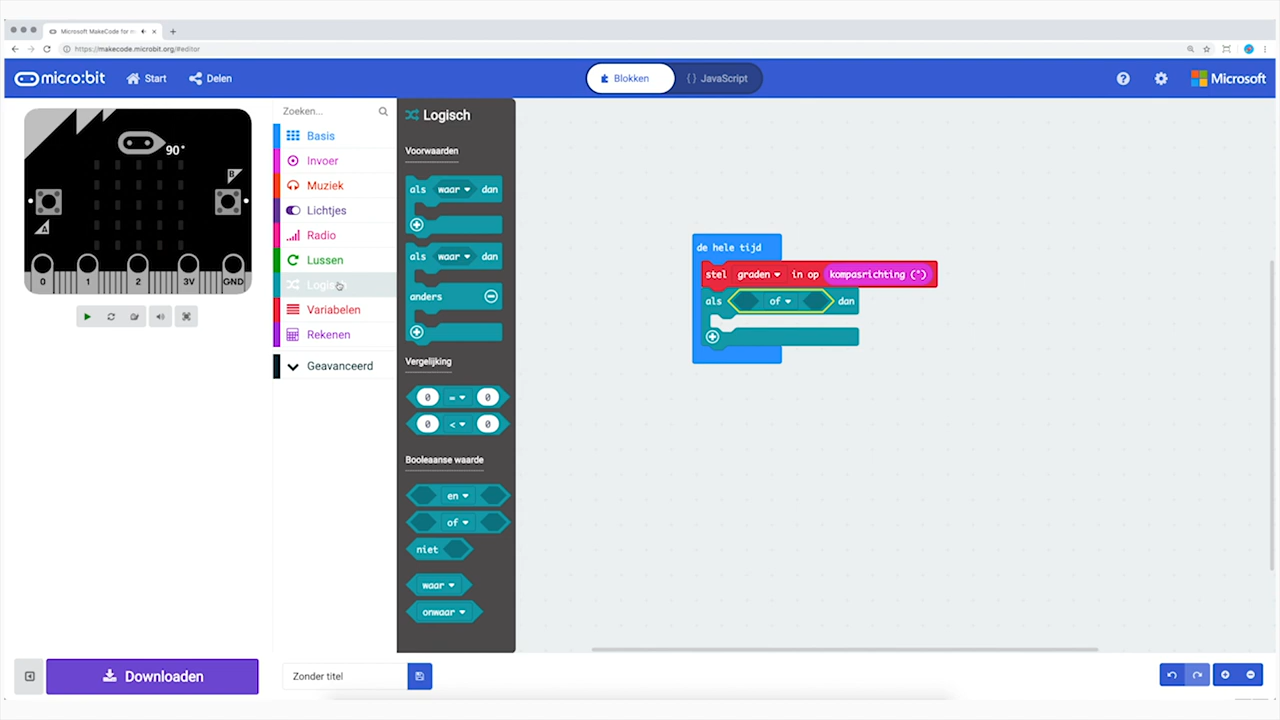 Microsoft MakeCode for m
https://makecode.microbit.org/#editor
micro:bit
Start
Delen
Blokken
{ } JavaScript
Microsoft
90°
B
A
0 1 2 3V GND
Zoeken...
Basis
Invoer
Muziek
Lichtjes
Radio
Lussen
Logisch
Variabelen
Rekenen
Geavanceerd
Logisch
Voorwaarden
als waar dan
als waar dan
anders
Vergelijking
0 = 0
0 < 0
Booleaanse waarde
en
of
niet
waar
onwaar
de hele tijd
stel graden in op kompasrichting (°)
als of dan
Downloaden
Zonder titel